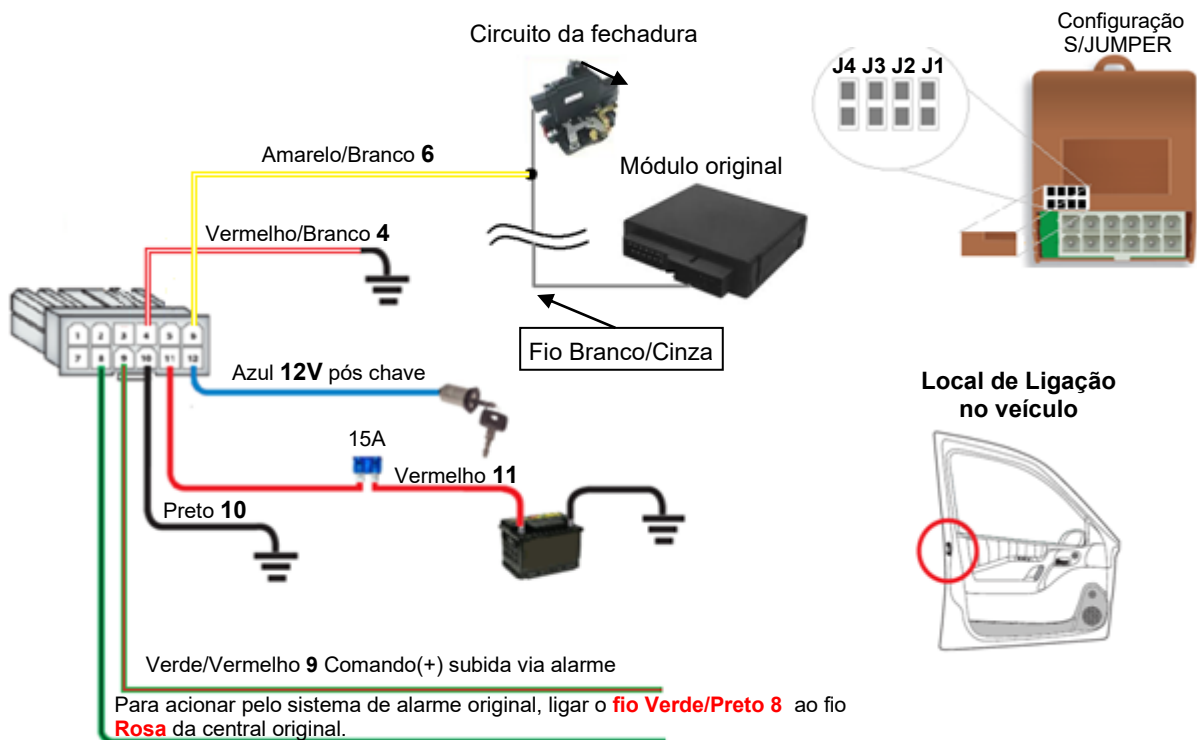 Configuração
S/JUMPER
Circuito da fechadura
J4 J3 J2 J1
Amarelo/Branco 6
Módulo original
Vermelho/Branco 4
1 2 3 4 5 6
7 8 9 10 11 12
Fio Branco/Cinza
Azul 12V pós chave
Local de Ligação
no veículo
15A
Vermelho 11
Preto 10
Verde/Vermelho 9 Comando(+) subida via alarme
Para acionar pelo sistema de alarme original, ligar o fio Verde/Preto 8 ao fio
Rosa da central original.